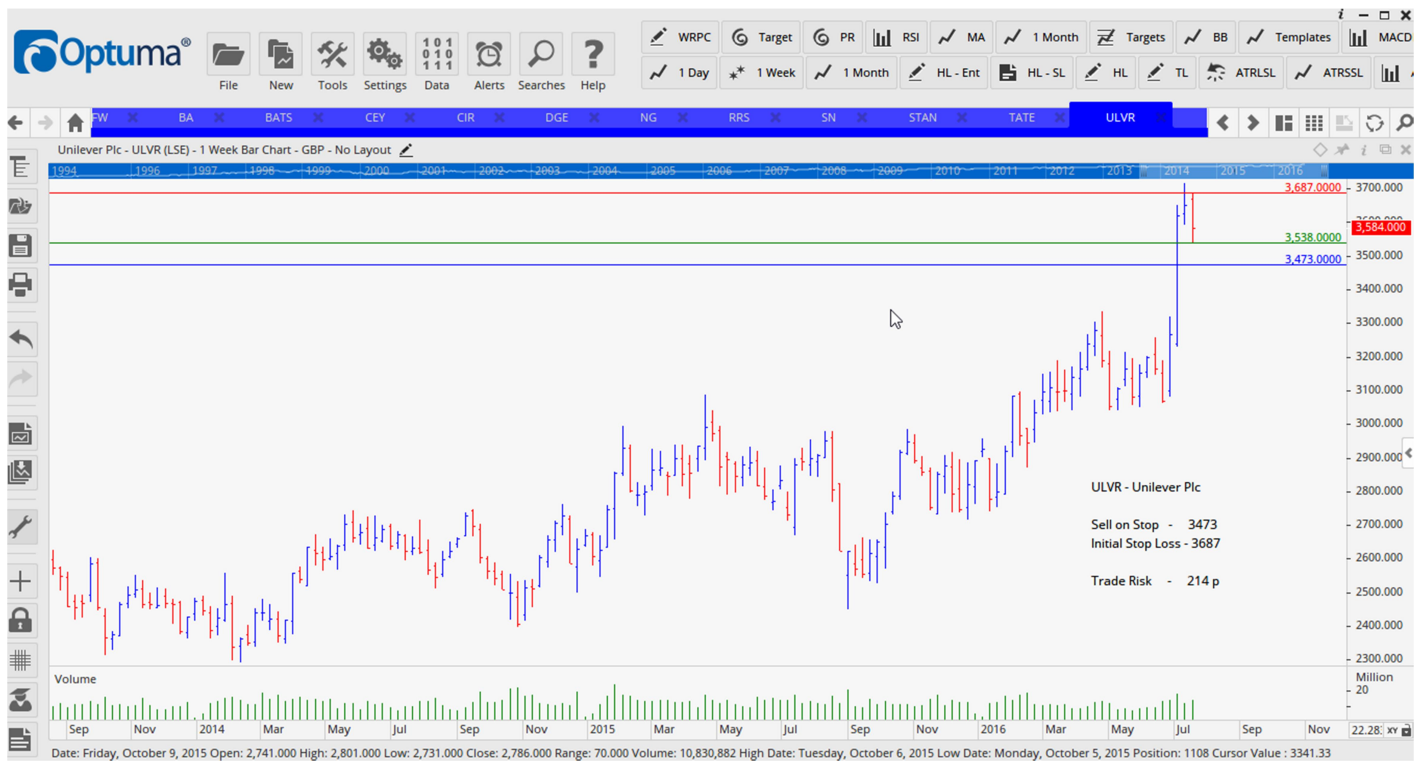 Optuma®
File New Tools Settings Data Alerts Searches Help
WRPC Target PR RSI MA 1 Month Targets BB Templates MACD
1 Day 1 Week 1 Month HL - Ent HL - SL HL TL ATRLSL ATRSSL
FW BA BATS CEY CIR DGE NG RRS SN STAN TATE ULVR
Unilever Plc - ULVR (LSE) - 1 Week Bar Chart - GBP - No Layout
1994 1996 1997 1998 1999 2000 2001 2002 2003 2004 2005 2006 2007 2008 2009 2010 2011 2012 2013 2014 2015 2016
3,687.0000
3700.000
3,584.000
3,538.0000
3,473.0000
3500.000
3400.000
3300.000
3200.000
3100.000
3000.000
2900.000
2800.000
2700.000
2600.000
2500.000
2400.000
2300.000
ULVR - Unilever Plc
Sell on Stop - 3473
Initial Stop Loss - 3687
Trade Risk - 214 p
Volume
Million
20
Sep Nov 2014 Mar May Jul Sep Nov 2015 Mar May Jul Sep Nov 2016 Mar May Jul Sep Nov 22.28: XY
Date: Friday, October 9, 2015 Open: 2,741.000 High: 2,801.000 Low: 2,731.000 Close: 2,786.000 Range: 70.000 Volume: 10,830,882 High Date: Tuesday, October 6, 2015 Low Date: Monday, October 5, 2015 Position: 1108 Cursor Value : 3341.33